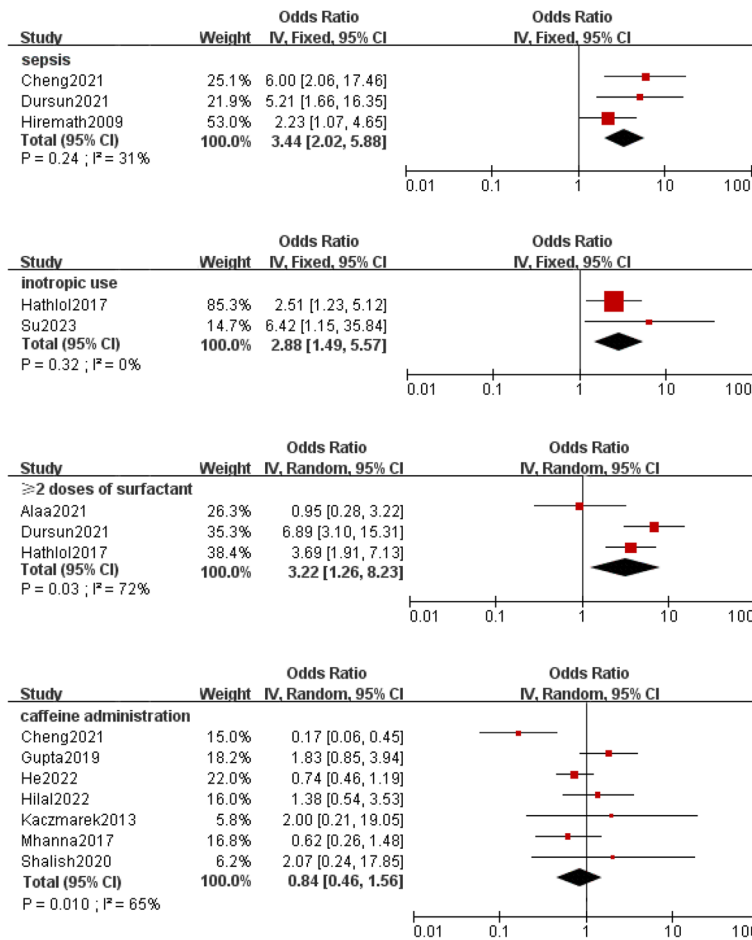 Odds Ratio Odds Ratio
Study Weight IV, Fixed, 95% CI IV, Fixed, 95% CI
sepsis
Cheng2021 25.1% 6.00 [2.06, 17.46]
Dursun2021 21.9% 5.21 [1.66, 16.35]
Hiremath2009 53.0% 2.23 [1.07, 4.65]
Total (95% CI) 100.0% 3.44 [2.02, 5.88]
P = 0.24 ; I² = 31%
0.01 0.1 1 10 100
Odds Ratio Odds Ratio
Study Weight IV, Fixed, 95% CI IV, Fixed, 95% CI
inotropic use
Hathlol2017 85.3% 2.51 [1.23, 5.12]
Su2023 14.7% 6.42 [1.15, 35.84]
Total (95% CI) 100.0% 2.88 [1.49, 5.57]
P = 0.32 ; I² = 0%
0.01 0.1 1 10 100
Odds Ratio Odds Ratio
Study Weight IV, Random, 95% CI IV, Random, 95% CI
≥2 doses of surfactant
Alaa2021 26.3% 0.95 [0.28, 3.22]
Dursun2021 35.3% 6.89 [3.10, 15.31]
Hathlol2017 38.4% 3.69 [1.91, 7.13]
Total (95% CI) 100.0% 3.22 [1.26, 8.23]
P = 0.03 ; I² = 72%
0.01 0.1 1 10 100
Odds Ratio Odds Ratio
Study Weight IV, Random, 95% CI IV, Random, 95% CI
caffeine administration
Cheng2021 15.0% 0.17 [0.06, 0.45]
Gupta2019 18.2% 1.83 [0.85, 3.94]
He2022 22.0% 0.74 [0.46, 1.19]
Hilal2022 16.0% 1.38 [0.54, 3.53]
Kaczmarek2013 5.8% 2.00 [0.21, 19.05]
Mhanna2017 16.8% 0.62 [0.26, 1.48]
Shalish2020 6.2% 2.07 [0.24, 17.85]
Total (95% CI) 100.0% 0.84 [0.46, 1.56]
P = 0.010 ; I² = 65%
0.01 0.1 1 10 100